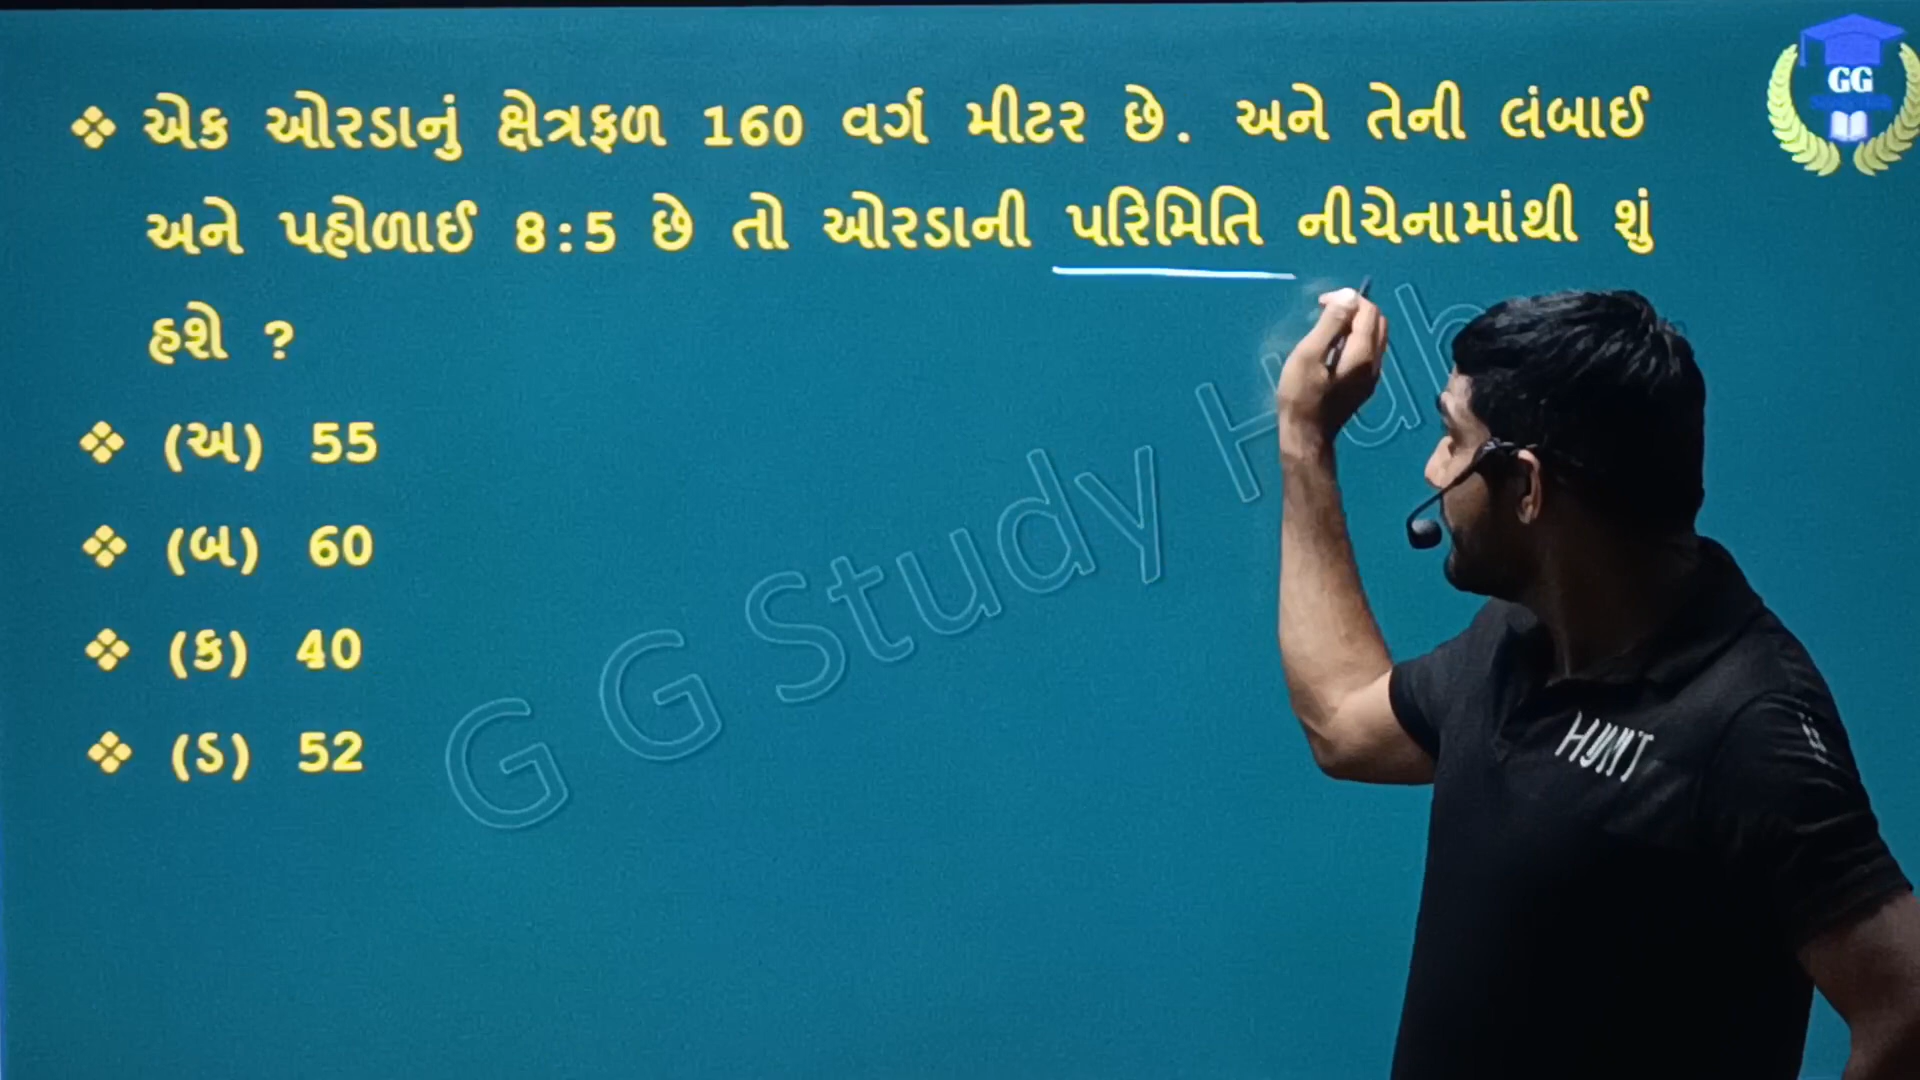 GG
❖ એક ઓરડાનું ક્ષેત્રફળ 160 વર્ગ મીટર છે. અને તેની લંબાઈ
અને પહોળાઈ 8:5 છે તો ઓરડાની પરિમિતિ નીચેનામાંથી શું
હશે ?
❖ (અ) 55
❖ (બ) 60
❖ (ક) 40
❖ (ડ) 52
G G Study Hub